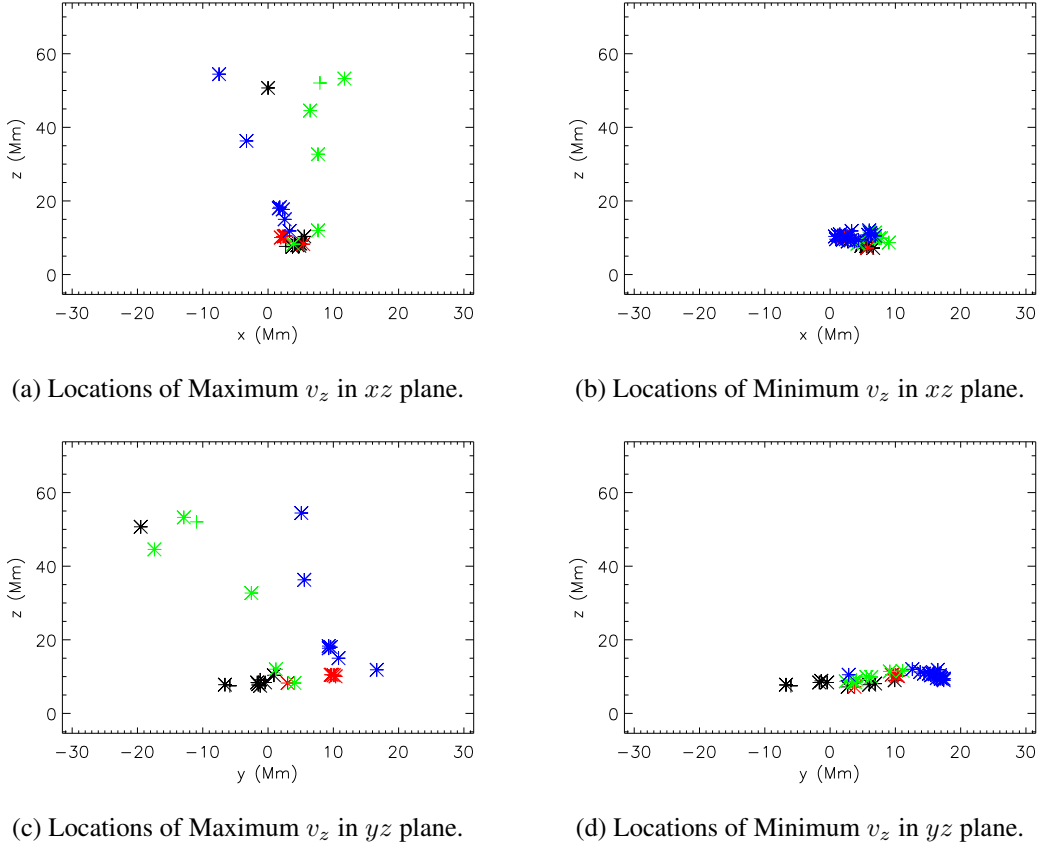 60
40
20
0
z (Mm)
−30 −20 −10 0 10 20 30
x (Mm)
60
40
20
0
z (Mm)
−30 −20 −10 0 10 20 30
x (Mm)
(a) Locations of Maximum v_z in xz plane.
(b) Locations of Minimum v_z in xz plane.
60
40
20
0
z (Mm)
−30 −20 −10 0 10 20 30
y (Mm)
60
40
20
0
z (Mm)
−30 −20 −10 0 10 20 30
y (Mm)
(c) Locations of Maximum v_z in yz plane.
(d) Locations of Minimum v_z in yz plane.